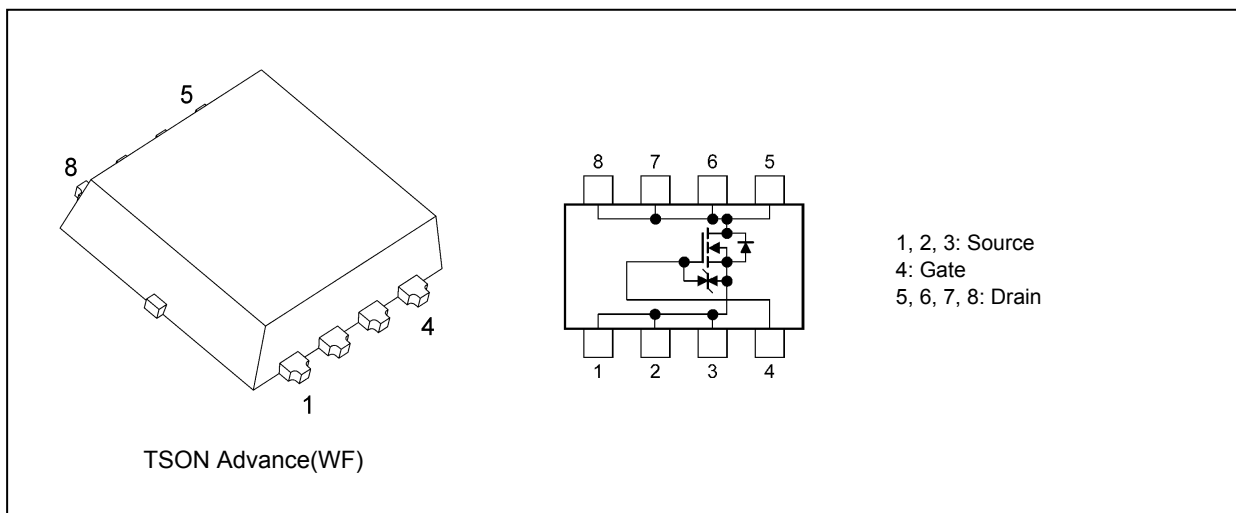 5
8
4
1
TSON Advance(WF)
8 7 6 5
1 2 3 4
1, 2, 3: Source
4: Gate
5, 6, 7, 8: Drain